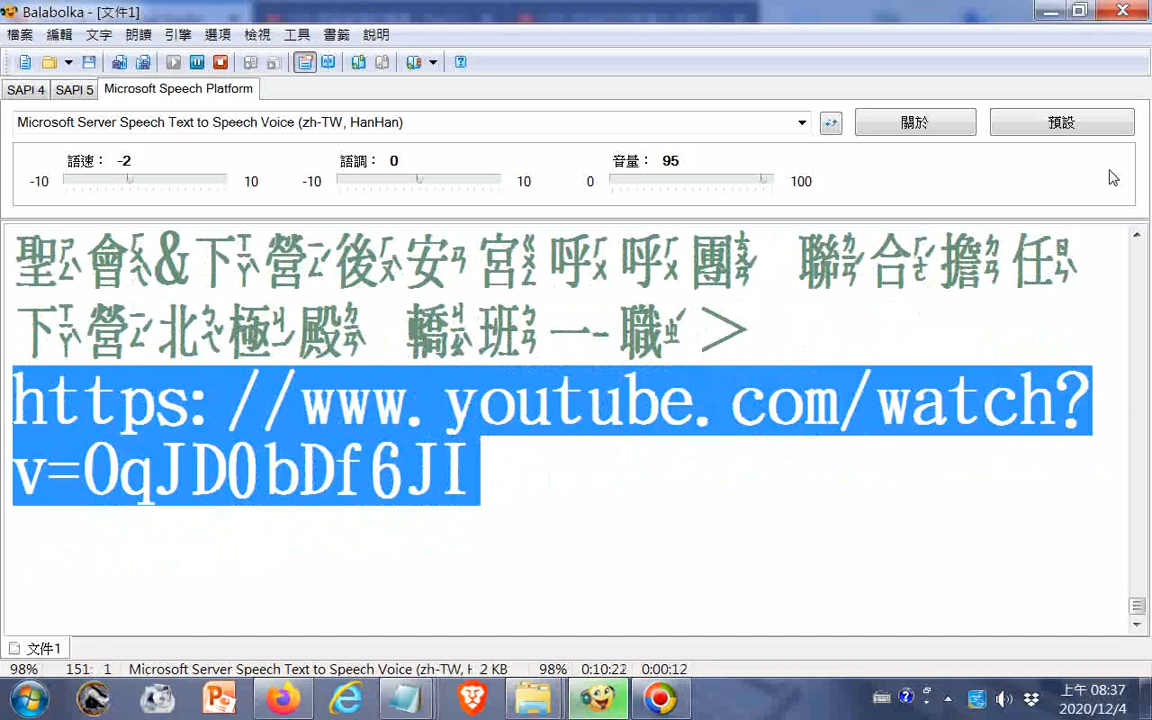 Balabolka - [文件1]
檔案 編輯 文字 朗讀 引擎 選項 檢視 工具 書籤 說明
SAPI 4 SAPI 5 Microsoft Speech Platform
Microsoft Server Speech Text to Speech Voice (zh-TW, HanHan) 關於 預設
語速： -2 語調： 0 音量： 95
-10 10 -10 10 0 100
聖會&下營後安宮呼呼團 聯合擔任
下營北極殿 轎班一職＞
https://www.youtube.com/watch?
v=OqJD0bDf6JI
文件1
98% 151: 1 Microsoft Server Speech Text to Speech Voice (zh-TW, H 2 KB 98% 0:10:22 0:00:12
上午 08:37
2020/12/4